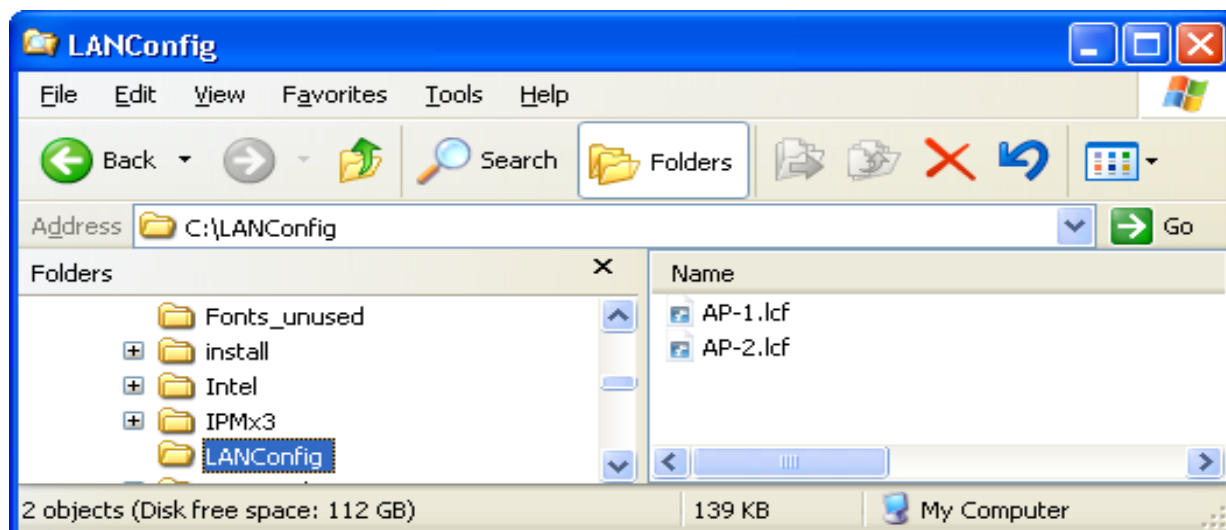 LANConfig
File Edit View Favorites Tools Help
Back Search Folders
Address C:\LANConfig Go
Folders Name
Fonts_unused AP-1.lcf
install AP-2.lcf
Intel
IPMx3
LANConfig
2 objects (Disk free space: 112 GB) 139 KB My Computer